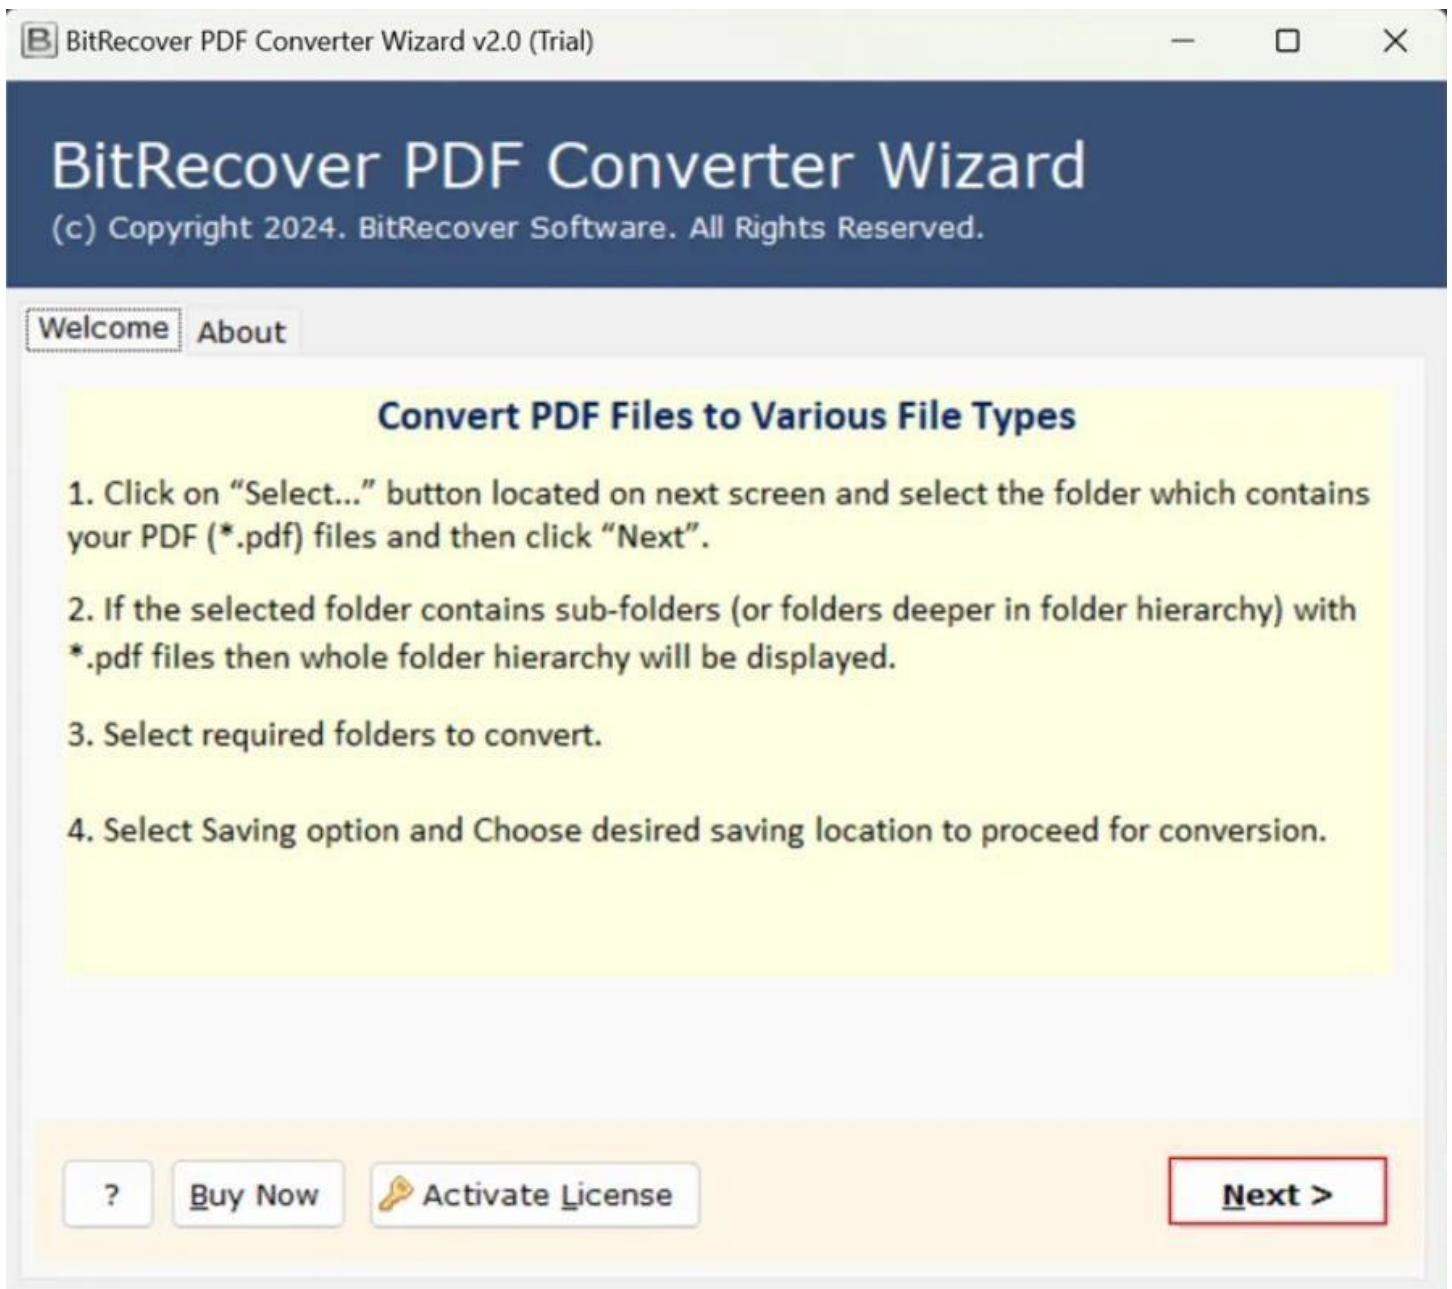 BitRecover PDF Converter Wizard v2.0 (Trial)
BitRecover PDF Converter Wizard
(c) Copyright 2024. BitRecover Software. All Rights Reserved.
Welcome About
Convert PDF Files to Various File Types
1. Click on “Select...” button located on next screen and select the folder which contains
your PDF (*.pdf) files and then click “Next”.
2. If the selected folder contains sub-folders (or folders deeper in folder hierarchy) with
*.pdf files then whole folder hierarchy will be displayed.
3. Select required folders to convert.
4. Select Saving option and Choose desired saving location to proceed for conversion.
? Buy Now Activate License Next >